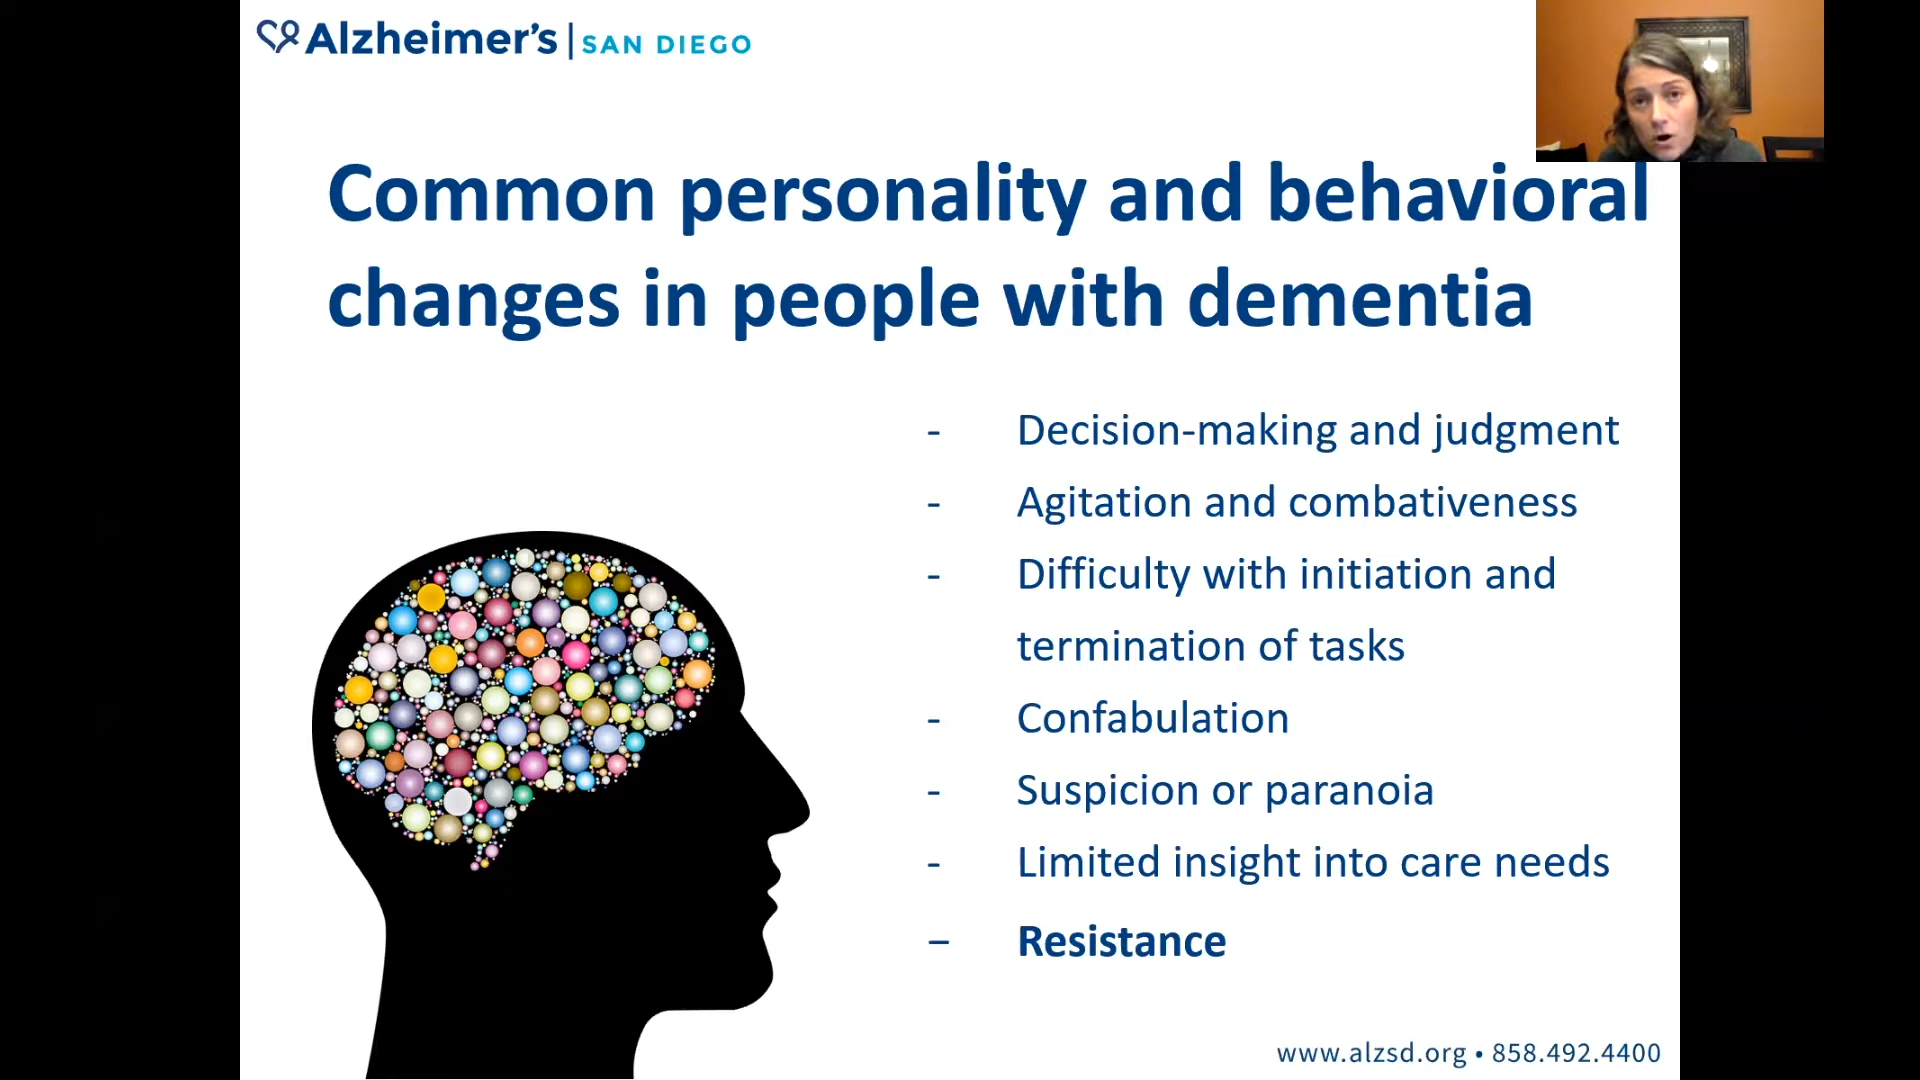 Alzheimer's | SAN DIEGO
Common personality and behavioral
changes in people with dementia
- Decision-making and judgment
- Agitation and combativeness
- Difficulty with initiation and
termination of tasks
- Confabulation
- Suspicion or paranoia
- Limited insight into care needs
– Resistance
www.alzsd.org • 858.492.4400